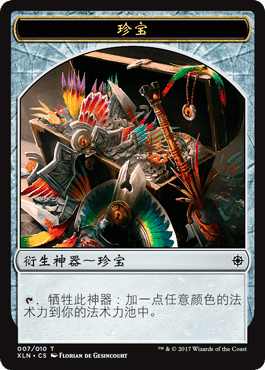 珍宝
衍生神器～珍宝
，牺牲此神器：加一点任意颜色的法
术力到你的法术力池中。
007/010 T
XLN • CS Florian de Gesincourt
™ & © 2017 Wizards of the Coast